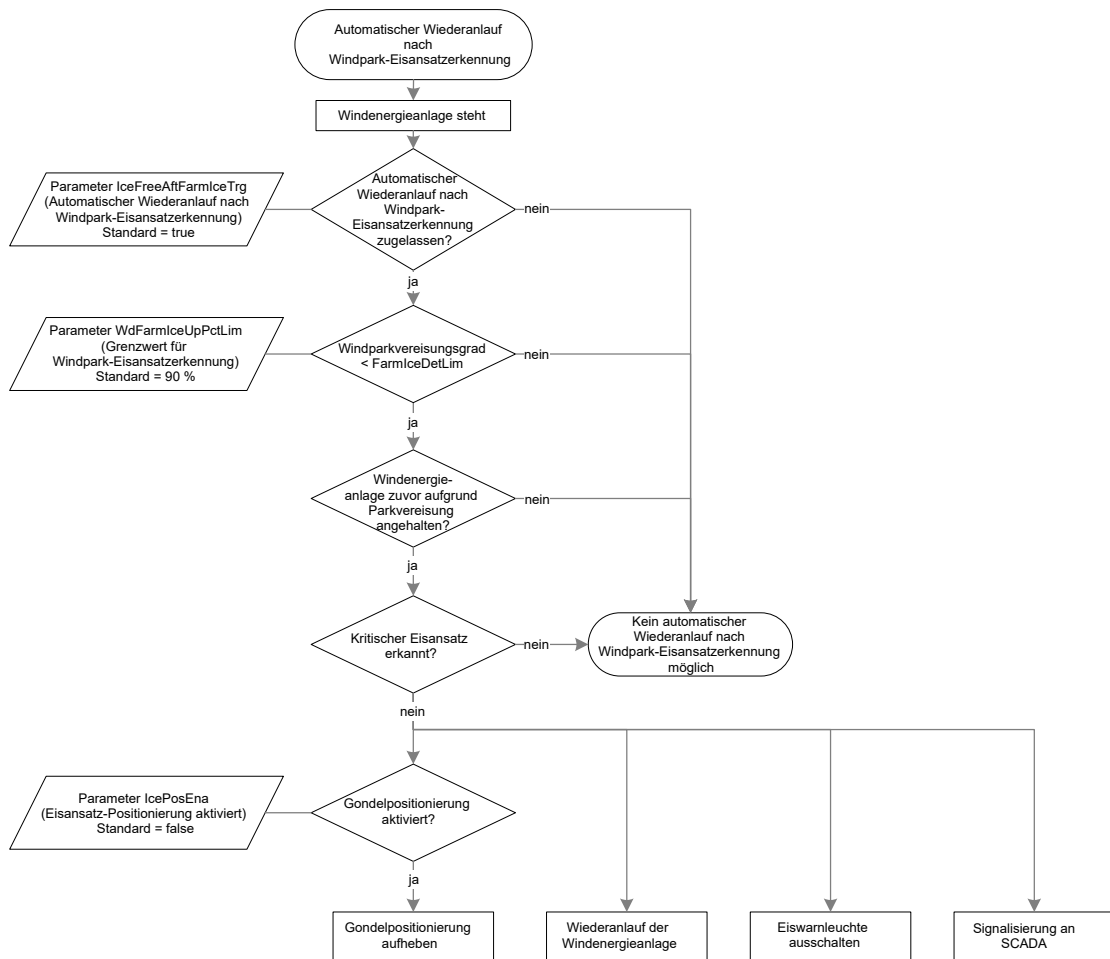 Automatischer Wiederanlauf
nach
Windpark-Eisansatzerkennung
Windenergieanlage steht
Parameter IceFreeAftFarmIceTrg
(Automatischer Wiederanlauf nach
Windpark-Eisansatzerkennung)
Standard = true
Automatischer
Wiederanlauf nach
Windpark-
Eisansatzerkennung
zugelassen?
nein
ja
Parameter WdFarmIceUpPctLim
(Grenzwert für
Windpark-Eisansatzerkennung)
Standard = 90 %
Windparkvereisungsgrad
< FarmIceDetLim
nein
ja
Windenergie-
anlage zuvor aufgrund
Parkvereisung
angehalten?
nein
ja
Kritischer Eisansatz
erkannt?
nein
Kein automatischer
Wiederanlauf nach
Windpark-Eisansatzerkennung
möglich
nein
Parameter IcePosEna
(Eisansatz-Positionierung aktiviert)
Standard = false
Gondelpositionierung
aktiviert?
ja
Gondelpositionierung
aufheben
Wiederanlauf der
Windenergieanlage
Eiswarnleuchte
ausschalten
Signalisierung an
SCADA